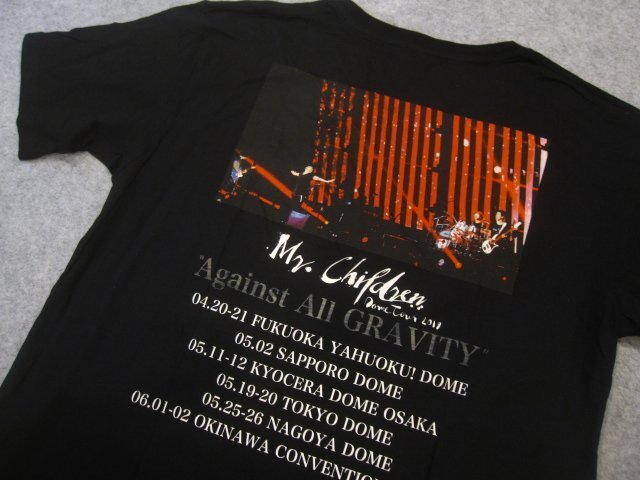 Mr. Children
Dome Tour 2019
"Against All GRAVITY"
04.20-21 FUKUOKA YAHUOKU! DOME
05.02 SAPPORO DOME
05.11-12 KYOCERA DOME OSAKA
05.19-20 TOKYO DOME
05.25-26 NAGOYA DOME
06.01-02 OKINAWA CONVENTIO